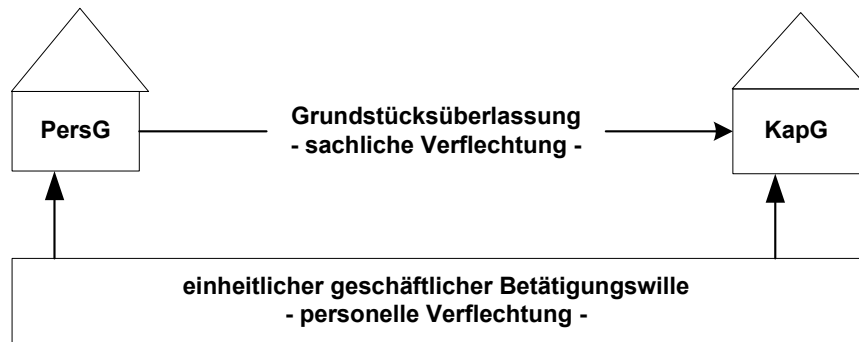 PersG
Grundstücksüberlassung
- sachliche Verflechtung -
KapG
einheitlicher geschäftlicher Betätigungswille
- personelle Verflechtung -